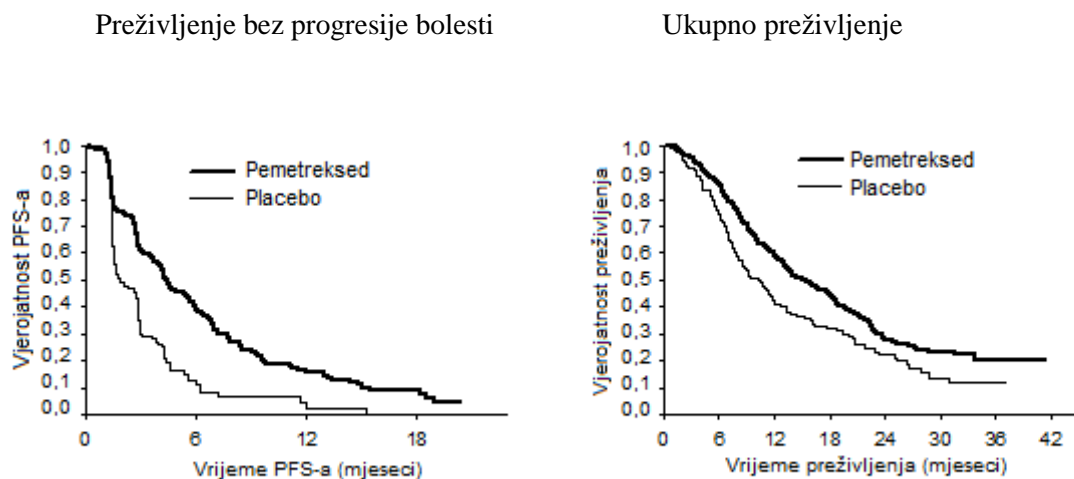 Preživljenje bez progresije bolesti
Ukupno preživljenje
Vjerojatnost PFS-a
1,0
0,9
0,8
0,7
0,6
0,5
0,4
0,3
0,2
0,1
0,0
Pemetreksed
Placebo
0 6 12 18
Vrijeme PFS-a (mjeseci)
Vjerojatnost preživljenja
1,0
0,9
0,8
0,7
0,6
0,5
0,4
0,3
0,2
0,1
0,0
Pemetreksed
Placebo
0 6 12 18 24 30 36 42
Vrijeme preživljenja (mjeseci)